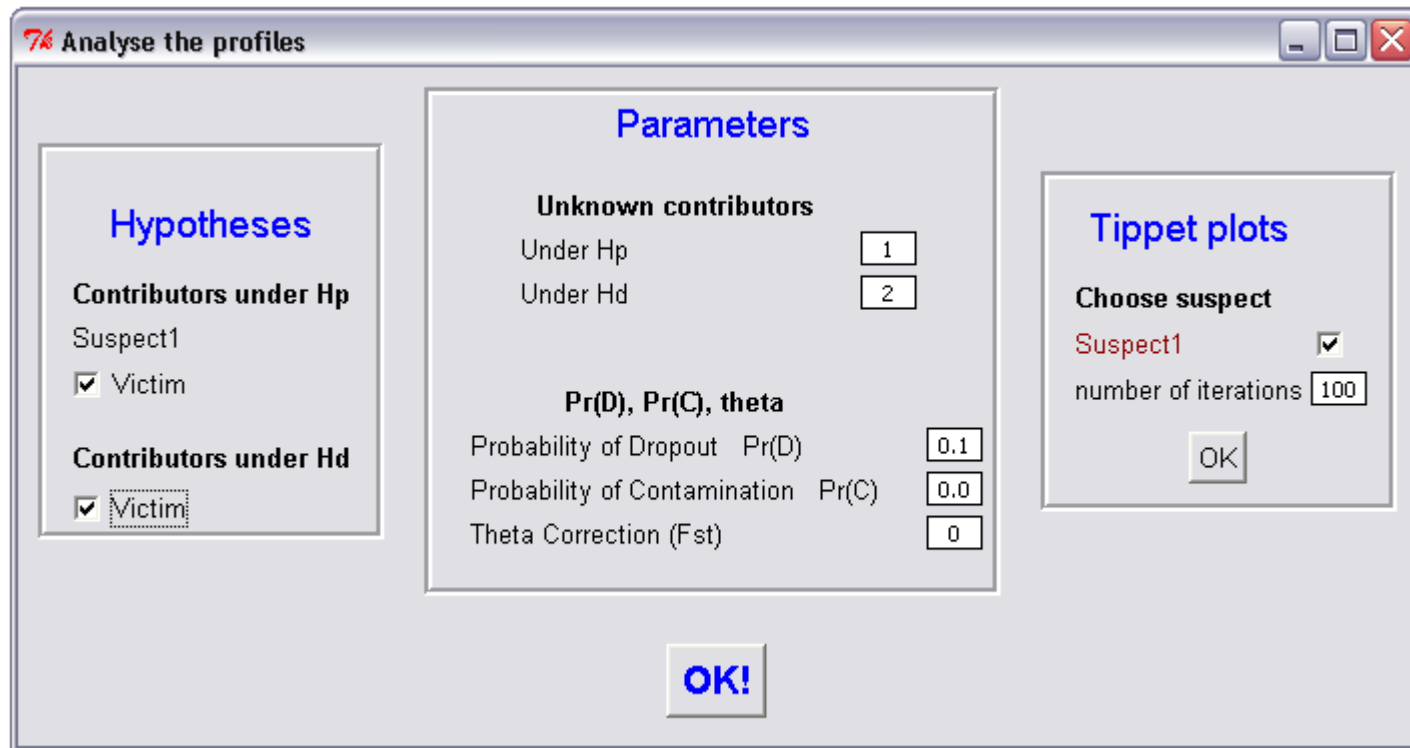 Analyse the profiles
Hypotheses
Contributors under Hp
Suspect1
Victim
Contributors under Hd
Victim
Parameters
Unknown contributors
Under Hp 1
Under Hd 2
Pr(D), Pr(C), theta
Probability of Dropout Pr(D) 0.1
Probability of Contamination Pr(C) 0.0
Theta Correction (Fst) 0
Tippet plots
Choose suspect
Suspect1
number of iterations 100
OK
OK!